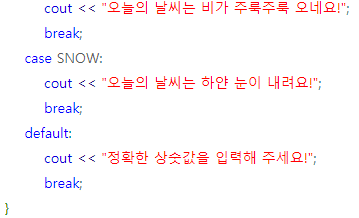 cout << "오늘의 날씨는 비가 주룩주룩 오네요!";
break;
case SNOW:
cout << "오늘의 날씨는 하얀 눈이 내려요!";
break;
default:
cout << "정확한 상숫값을 입력해 주세요!";
break;
}